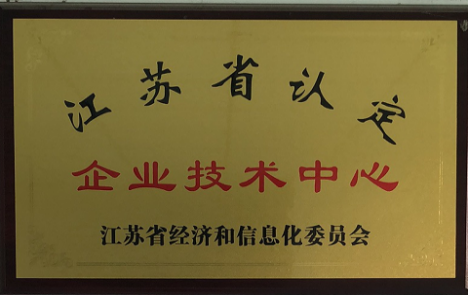 江苏省认定
企业技术中心
江苏省经济和信息化委员会